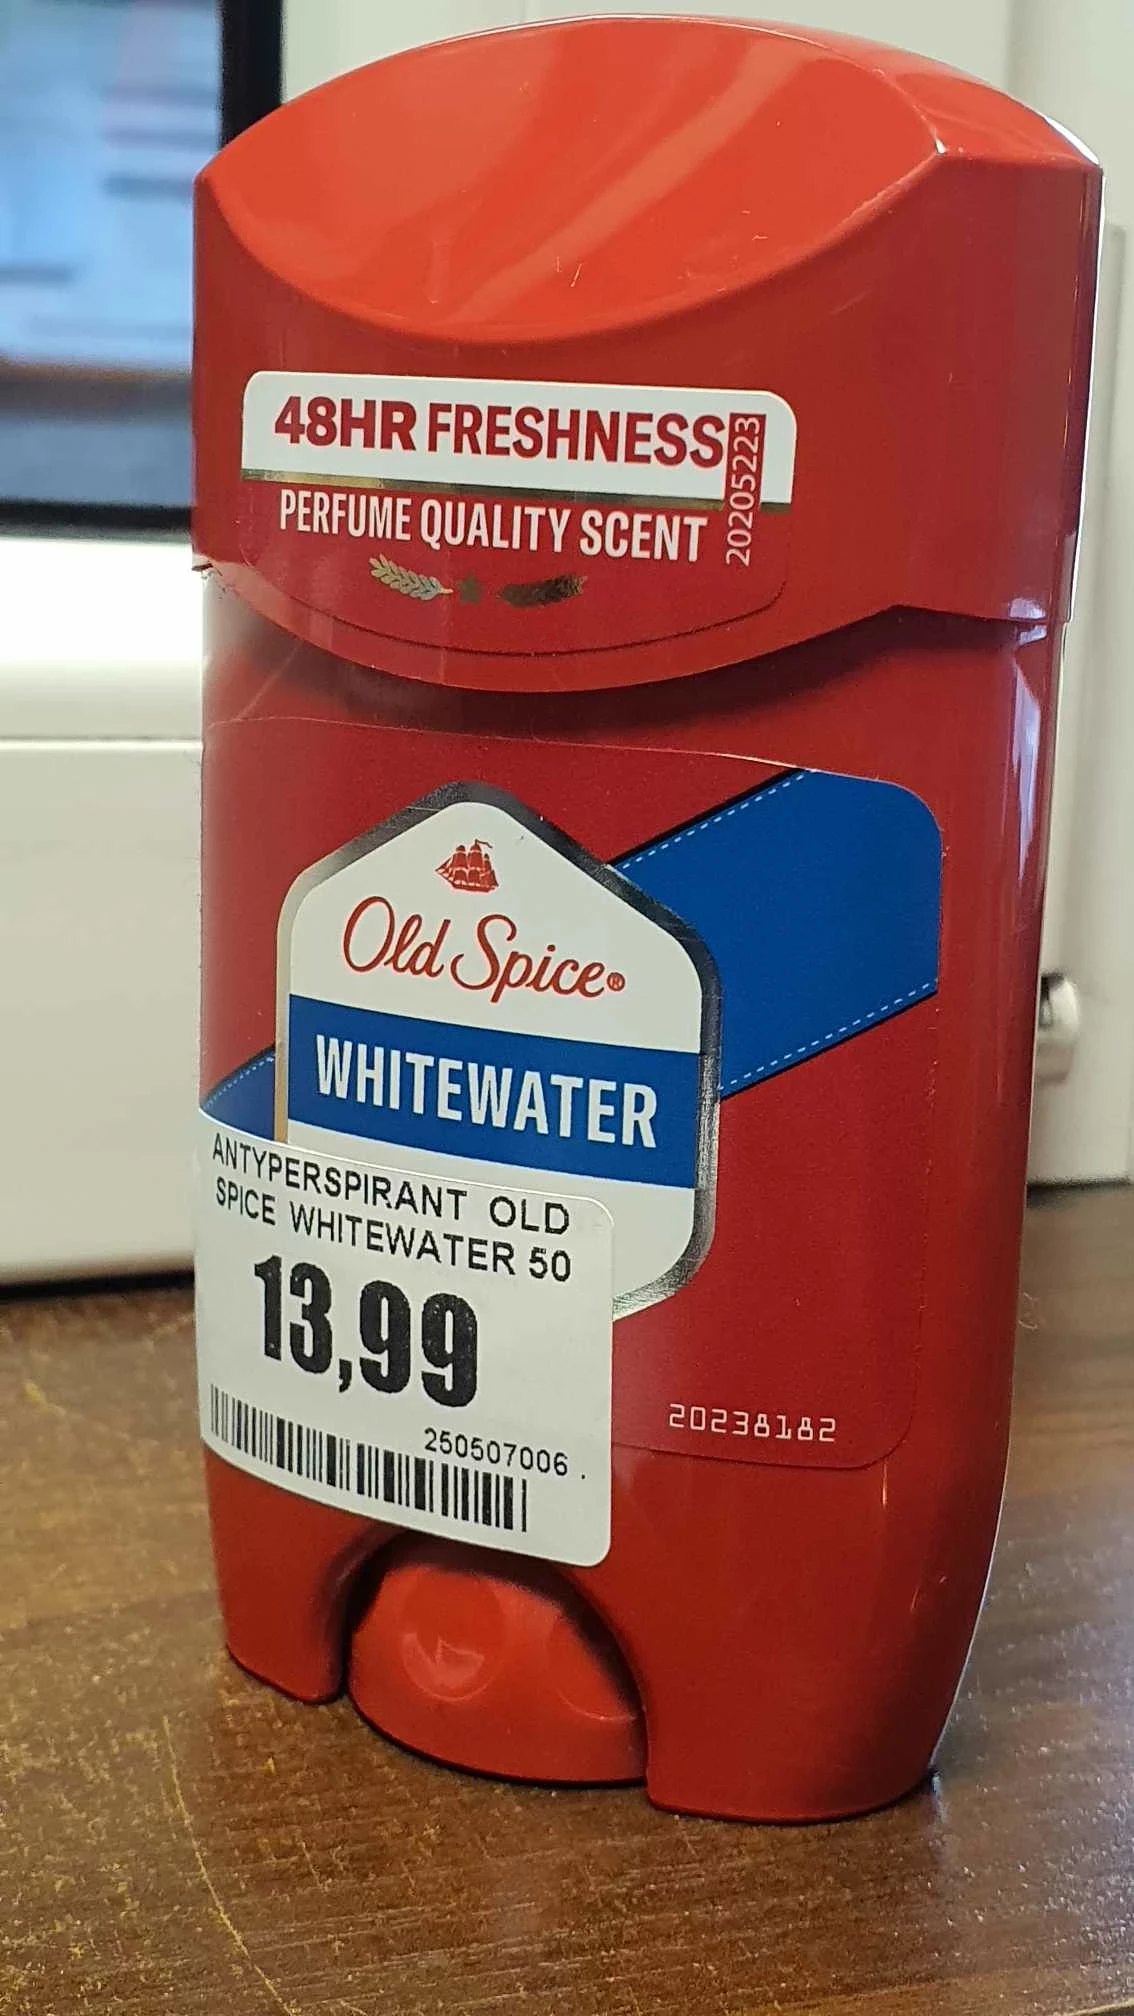 48HR FRESHNESS
20205223
PERFUME QUALITY SCENT
Old Spice®
WHITEWATER
ANTYPERSPIRANT OLD
SPICE WHITEWATER 50
13,99
250507006.
20238182